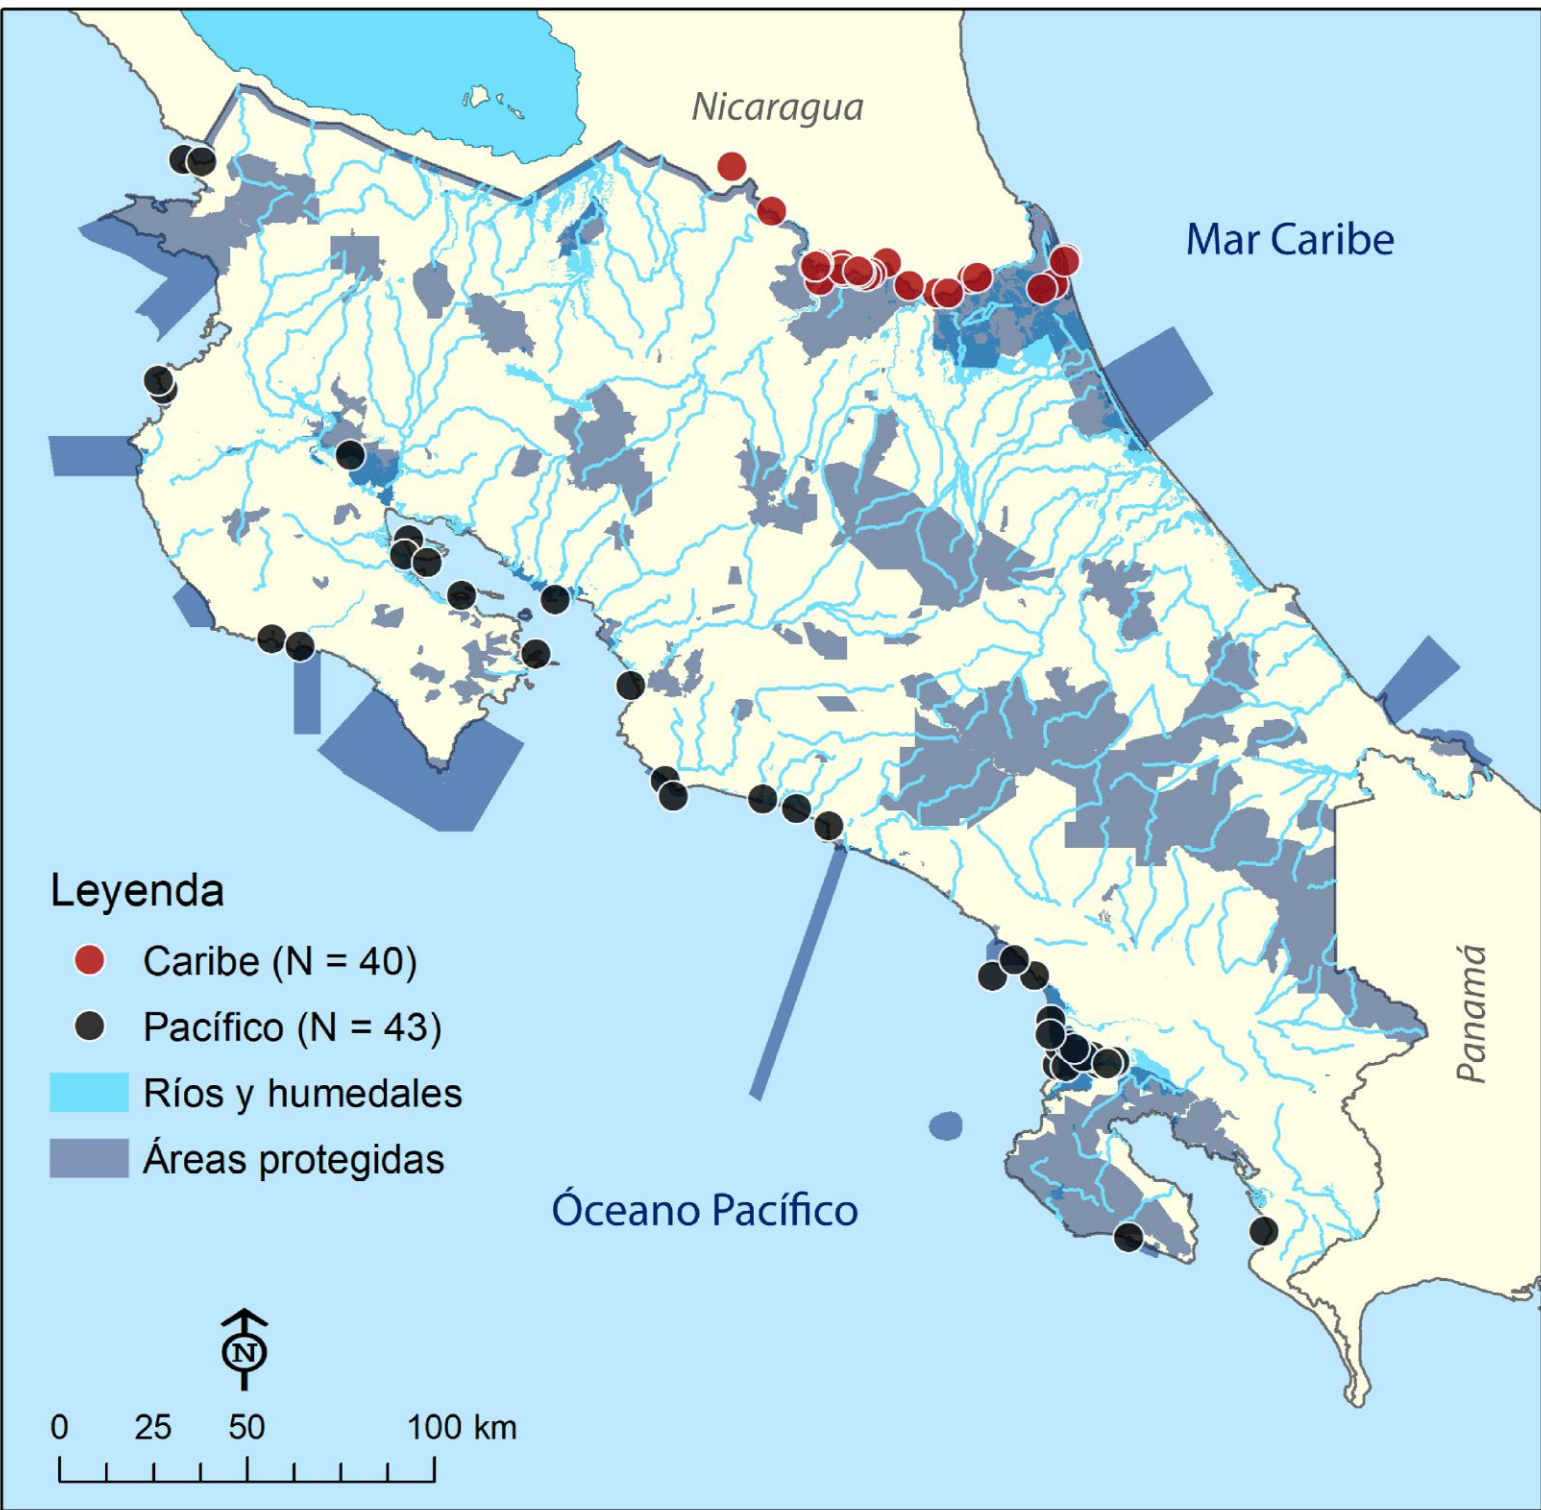 Nicaragua
Mar Caribe
Leyenda
Caribe (N = 40)
Pacífico (N = 43)
Ríos y humedales
Áreas protegidas
Panamá
Óceano Pacífico
N
0 25 50 100 km